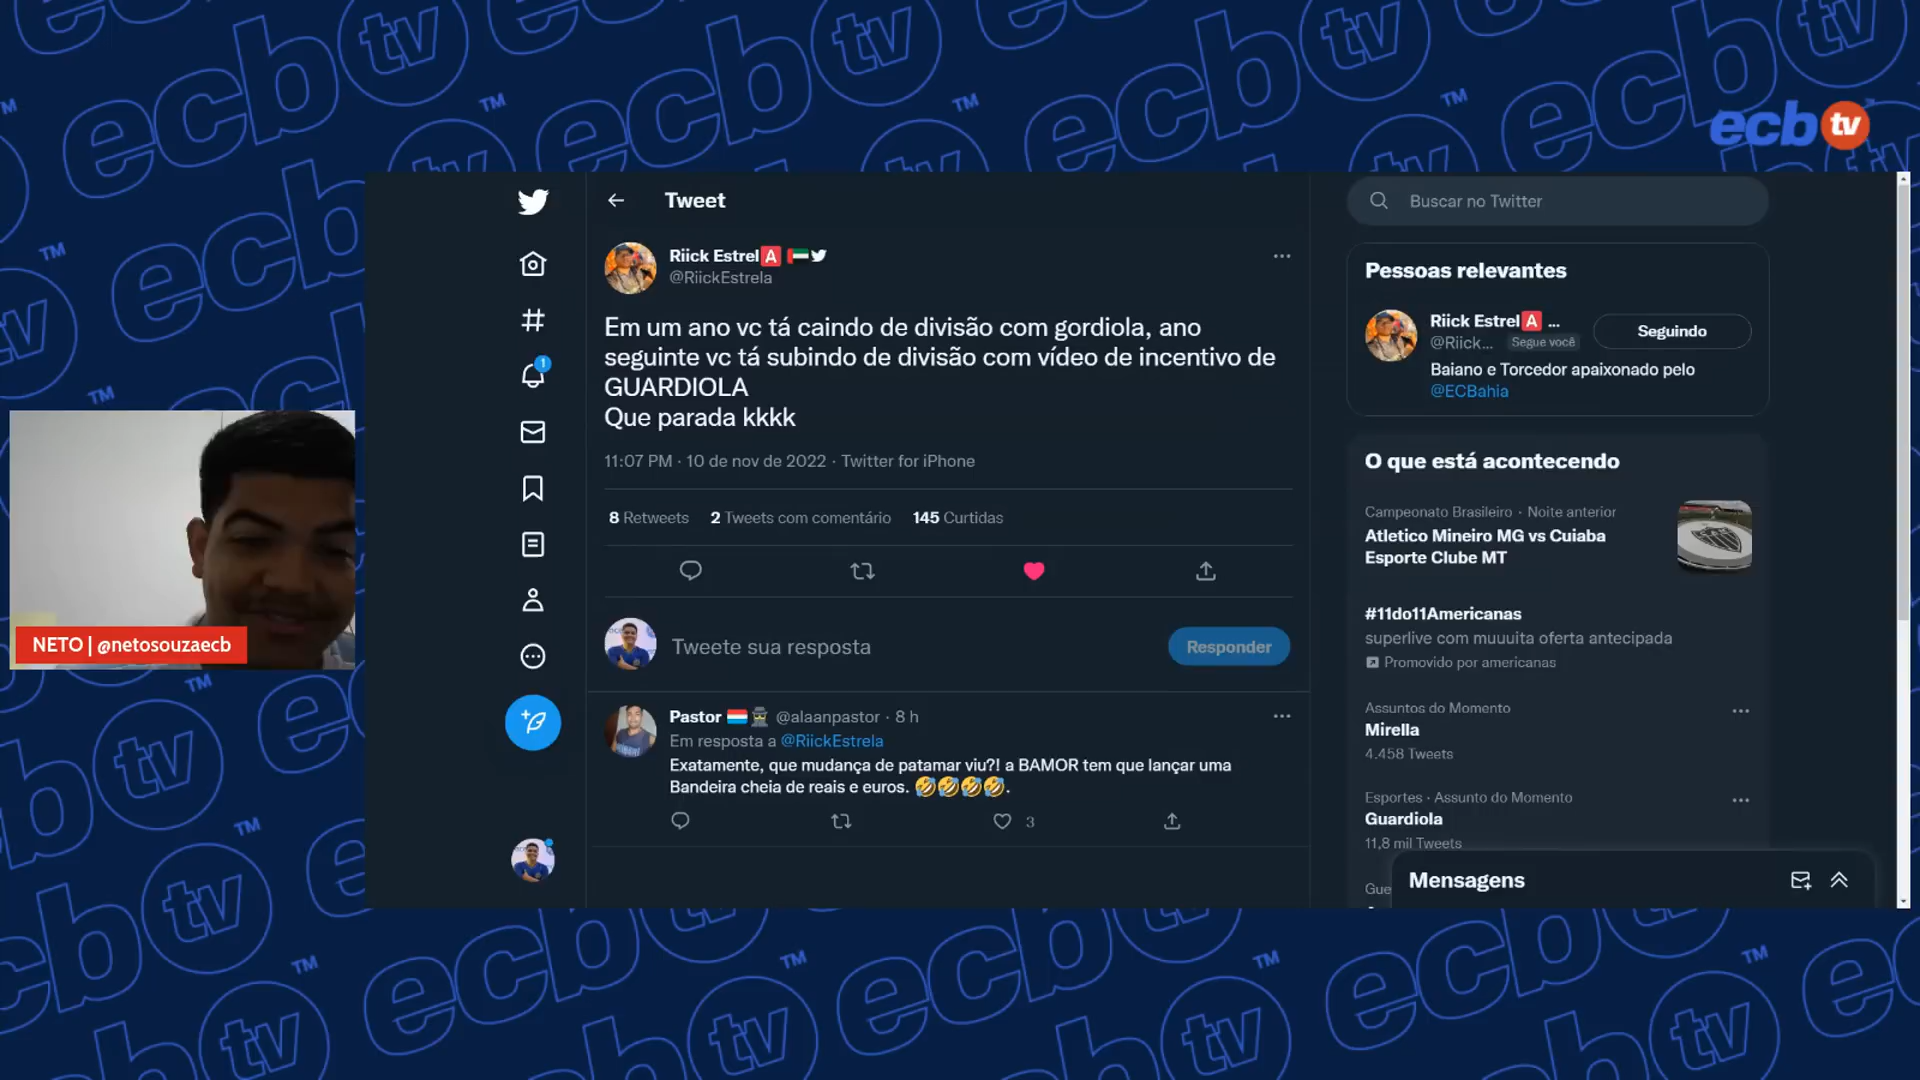 ecb tv
Tweet
Riick Estrel🅰 🇦🇪
@RiickEstrela
Em um ano vc tá caindo de divisão com gordiola, ano
seguinte vc tá subindo de divisão com vídeo de incentivo de
GUARDIOLA
Que parada kkkk
11:07 PM · 10 de nov de 2022 · Twitter for iPhone
8 Retweets 2 Tweets com comentário 145 Curtidas
Tweete sua resposta
Responder
Pastor @alaanpastor · 8 h
Em resposta a @RiickEstrela
Exatamente, que mudança de patamar viu?! a BAMOR tem que lançar uma
Bandeira cheia de reais e euros. 🤣🤣🤣🤣.
3
1
Buscar no Twitter
Pessoas relevantes
Riick Estrel🅰 ...
@Riick... Segue você
Seguindo
Baiano e Torcedor apaixonado pelo
@ECBahia
O que está acontecendo
Campeonato Brasileiro · Noite anterior
Atletico Mineiro MG vs Cuiaba
Esporte Clube MT
#11do11Americanas
superlive com muuuita oferta antecipada
Promovido por americanas
Assuntos do Momento
Mirella
4.458 Tweets
Esportes · Assunto do Momento
Guardiola
11,8 mil Tweets
Mensagens
NETO | @netosouzaecb